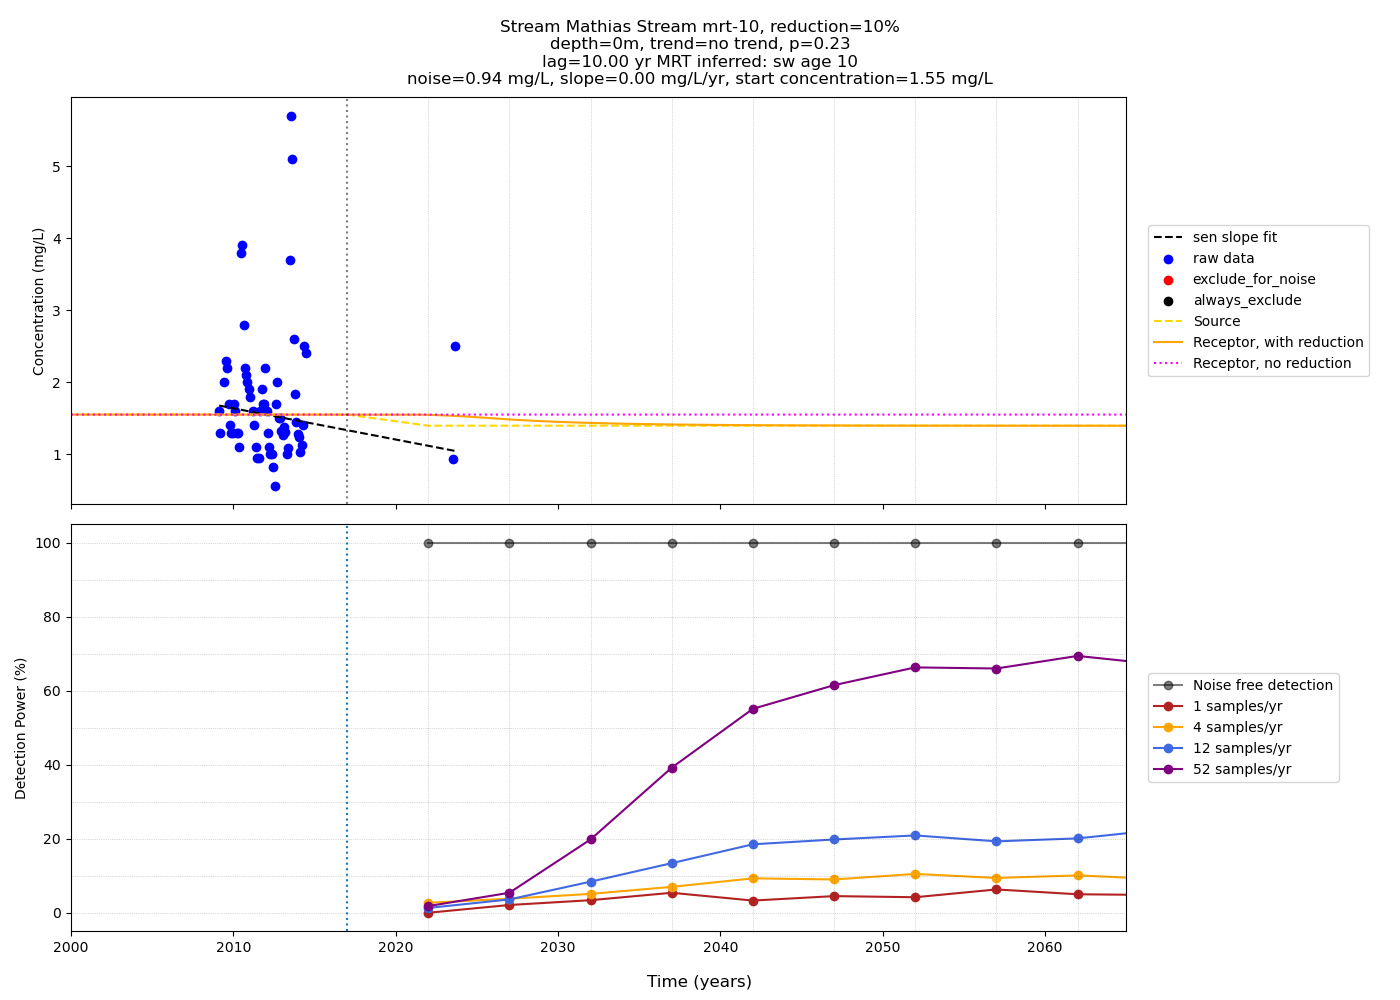 Stream Mathias Stream mrt-10, reduction=10%
depth=0m, trend=no trend, p=0.23
lag=10.00 yr MRT inferred: sw age 10
noise=0.94 mg/L, slope=0.00 mg/L/yr, start concentration=1.55 mg/L
Concentration (mg/L)
5
4
3
2
1
sen slope fit
raw data
exclude_for_noise
always_exclude
Source
Receptor, with reduction
Receptor, no reduction
Detection Power (%)
100
80
60
40
20
0
Noise free detection
1 samples/yr
4 samples/yr
12 samples/yr
52 samples/yr
2000
2010
2020
2030
2040
2050
2060
Time (years)